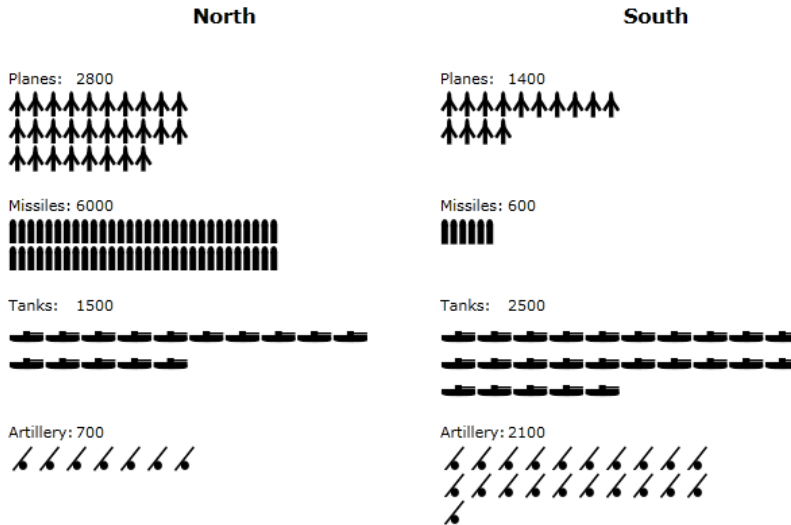 North
South
Planes: 2800
Planes: 1400
Missiles: 6000
Missiles: 600
Tanks: 1500
Tanks: 2500
Artillery: 700
Artillery: 2100